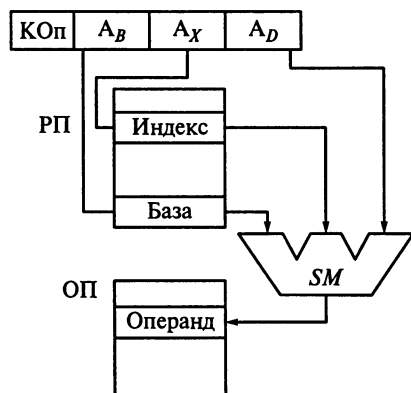 КОп A_B A_X A_D
РП
Индекс
База
SM
ОП
Операнд